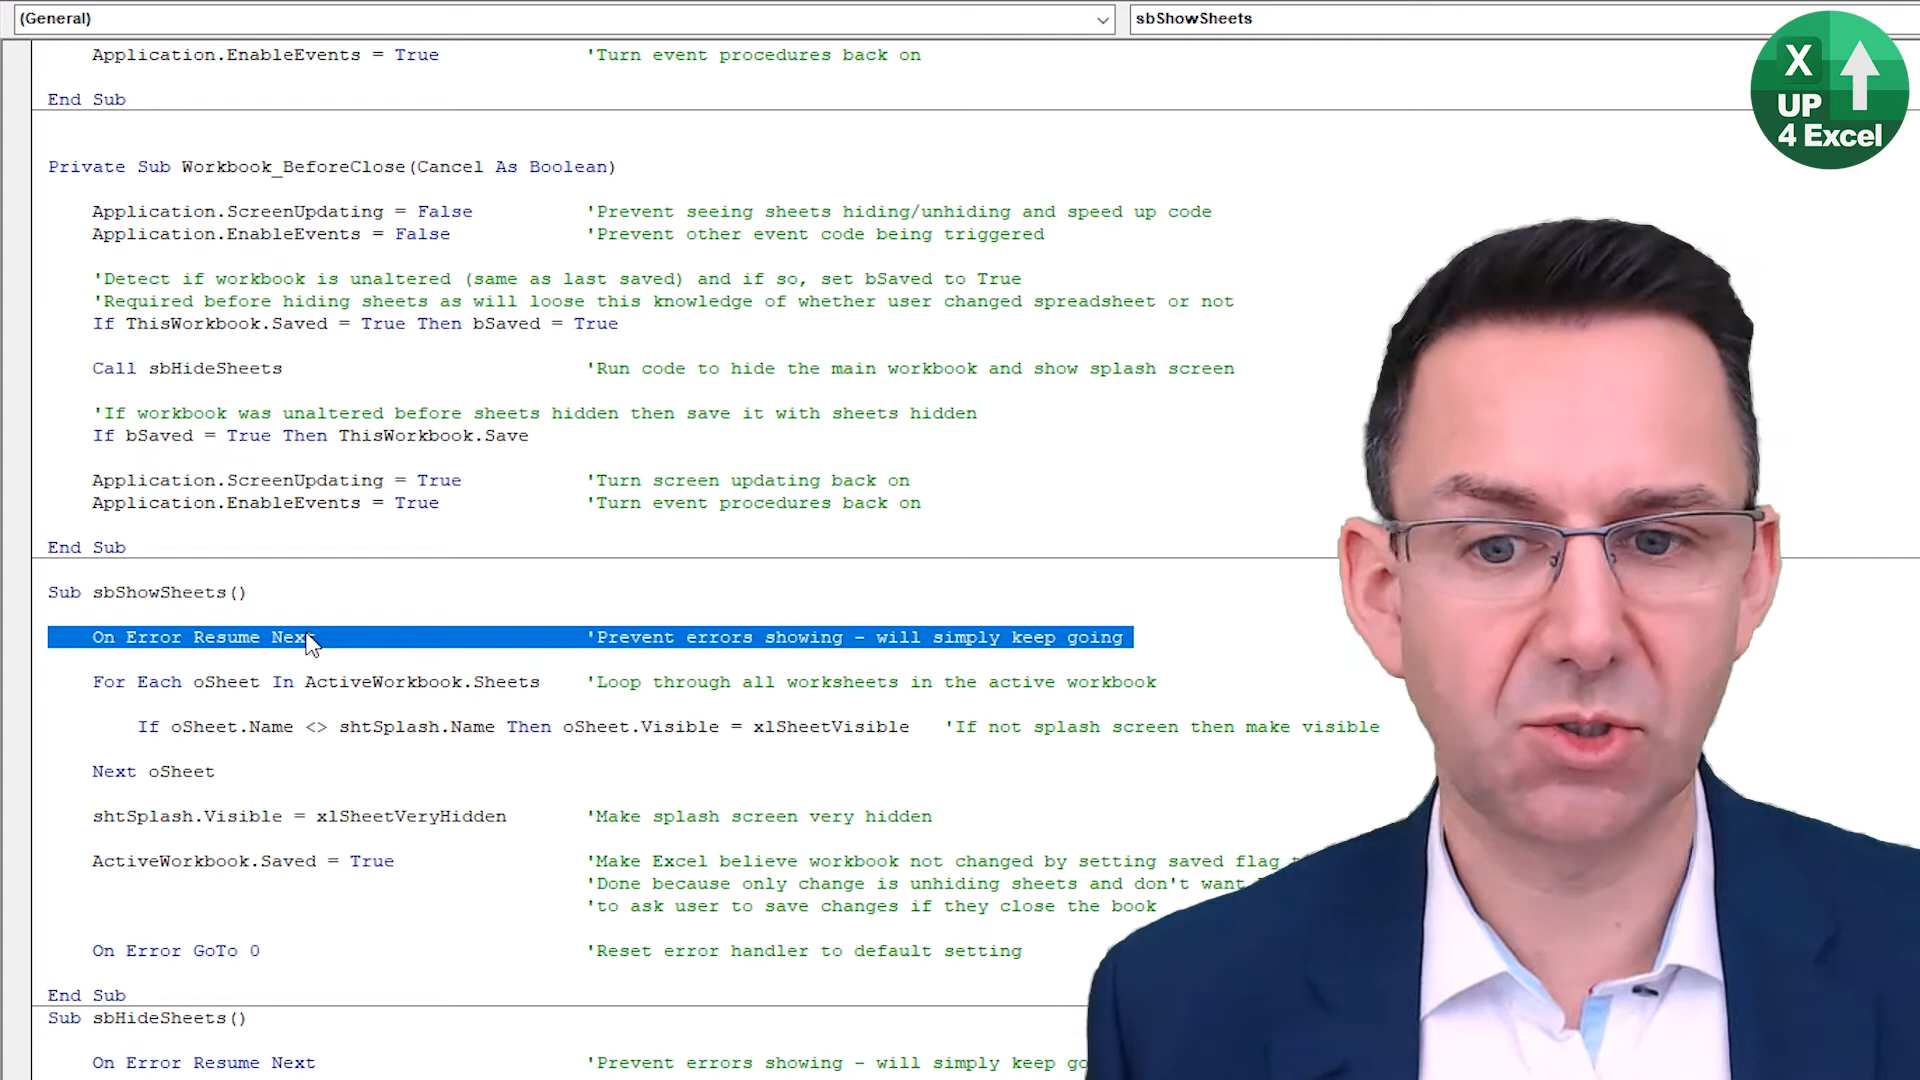 (General)
sbShowSheets
Application.EnableEvents = True 'Turn event procedures back on
End Sub
Private Sub Workbook_BeforeClose(Cancel As Boolean)
Application.ScreenUpdating = False 'Prevent seeing sheets hiding/unhiding and speed up code
Application.EnableEvents = False 'Prevent other event code being triggered
'Detect if workbook is unaltered (same as last saved) and if so, set bSaved to True
'Required before hiding sheets as will loose this knowledge of whether user changed spreadsheet or not
If ThisWorkbook.Saved = True Then bSaved = True
Call sbHideSheets 'Run code to hide the main workbook and show splash screen
'If workbook was unaltered before sheets hidden then save it with sheets hidden
If bSaved = True Then ThisWorkbook.Save
Application.ScreenUpdating = True 'Turn screen updating back on
Application.EnableEvents = True 'Turn event procedures back on
End Sub
Sub sbShowSheets()
On Error Resume Next 'Prevent errors showing - will simply keep going
For Each oSheet In ActiveWorkbook.Sheets 'Loop through all worksheets in the active workbook
If oSheet.Name <> shtSplash.Name Then oSheet.Visible = xlSheetVisible 'If not splash screen then make visible
Next oSheet
shtSplash.Visible = xlSheetVeryHidden 'Make splash screen very hidden
ActiveWorkbook.Saved = True 'Make Excel believe workbook not changed by setting saved flag
'Done because only change is unhiding sheets and don't want
'to ask user to save changes if they close the book
On Error GoTo 0 'Reset error handler to default setting
End Sub
Sub sbHideSheets()
On Error Resume Next 'Prevent errors showing - will simply keep
X
UP
4 Excel